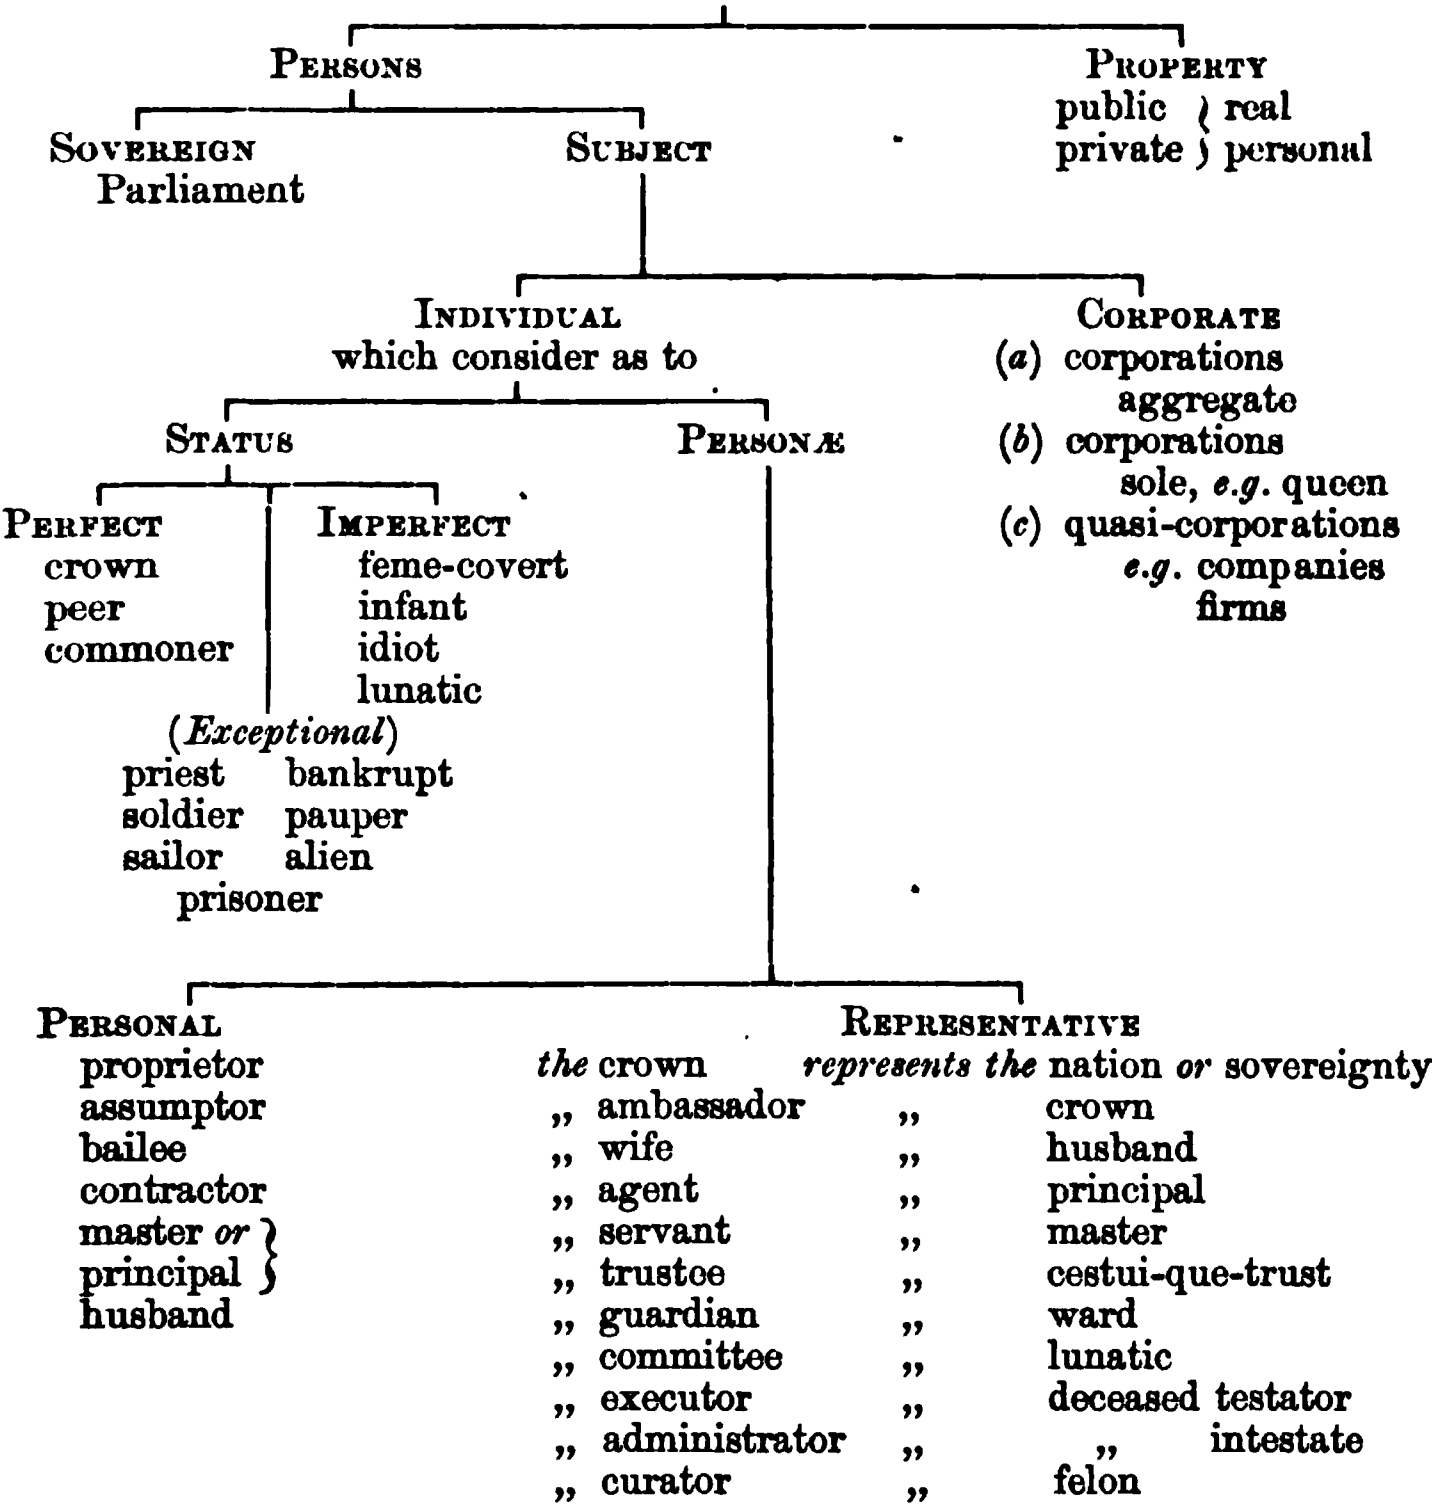 PERSONS PROPERTY
public } real
private } personal
SOVEREIGN SUBJECT
Parliament
INDIVIDUAL CORPORATE
which consider as to (a) corporations
aggregate
STATUS PERSONÆ (b) corporations
sole, e.g. queen
PERFECT IMPERFECT (c) quasi-corporations
crown feme-covert e.g. companies
peer infant firms
commoner idiot
lunatic
(Exceptional)
priest bankrupt
soldier pauper
sailor alien
prisoner
PERSONAL REPRESENTATIVE
proprietor the crown represents the nation or sovereignty
assumptor „ ambassador „ crown
bailee „ wife „ husband
contractor „ agent „ principal
master or } „ servant „ master
principal } „ trustee „ cestui-que-trust
husband „ guardian „ ward
„ committee „ lunatic
„ executor „ deceased testator
„ administrator „ „ intestate
„ curator „ felon